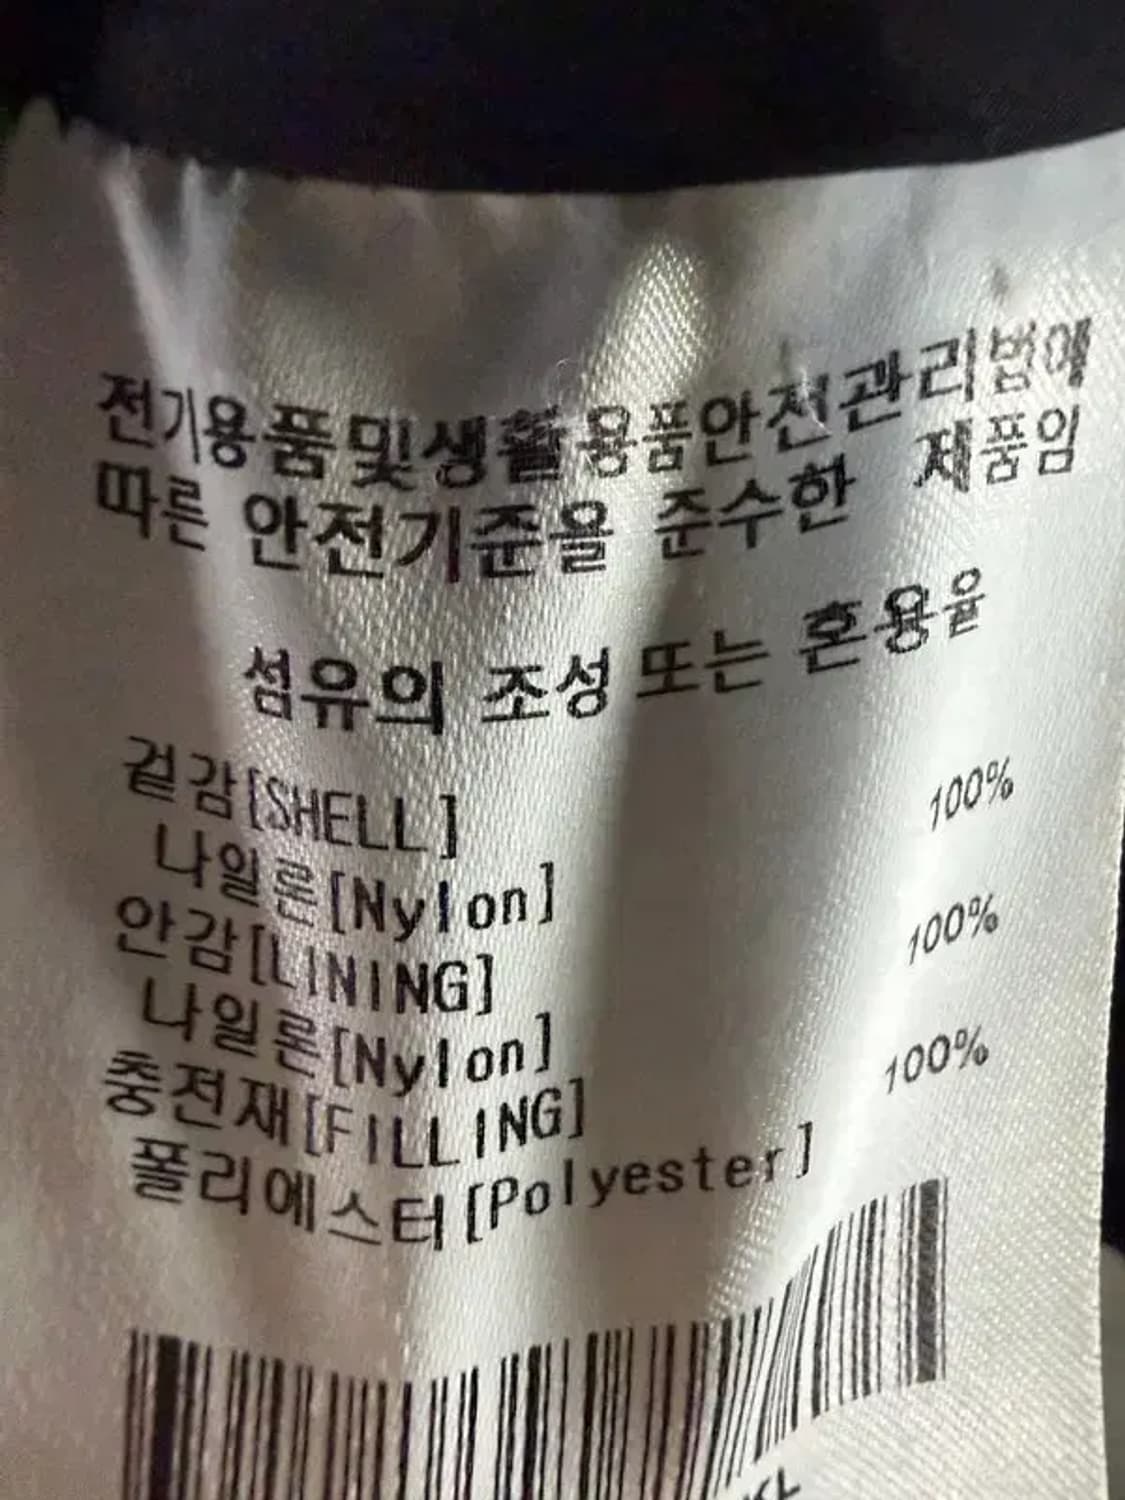 전기용품및생활용품안전관리법에
따른 안전기준을 준수한 제품임
섬유의 조성 또는 혼용율
겉감[SHELL]
나일론[Nylon] 100%
안감[LINING]
나일론[Nylon] 100%
충전재[FILLING]
폴리에스터[Polyester] 100%